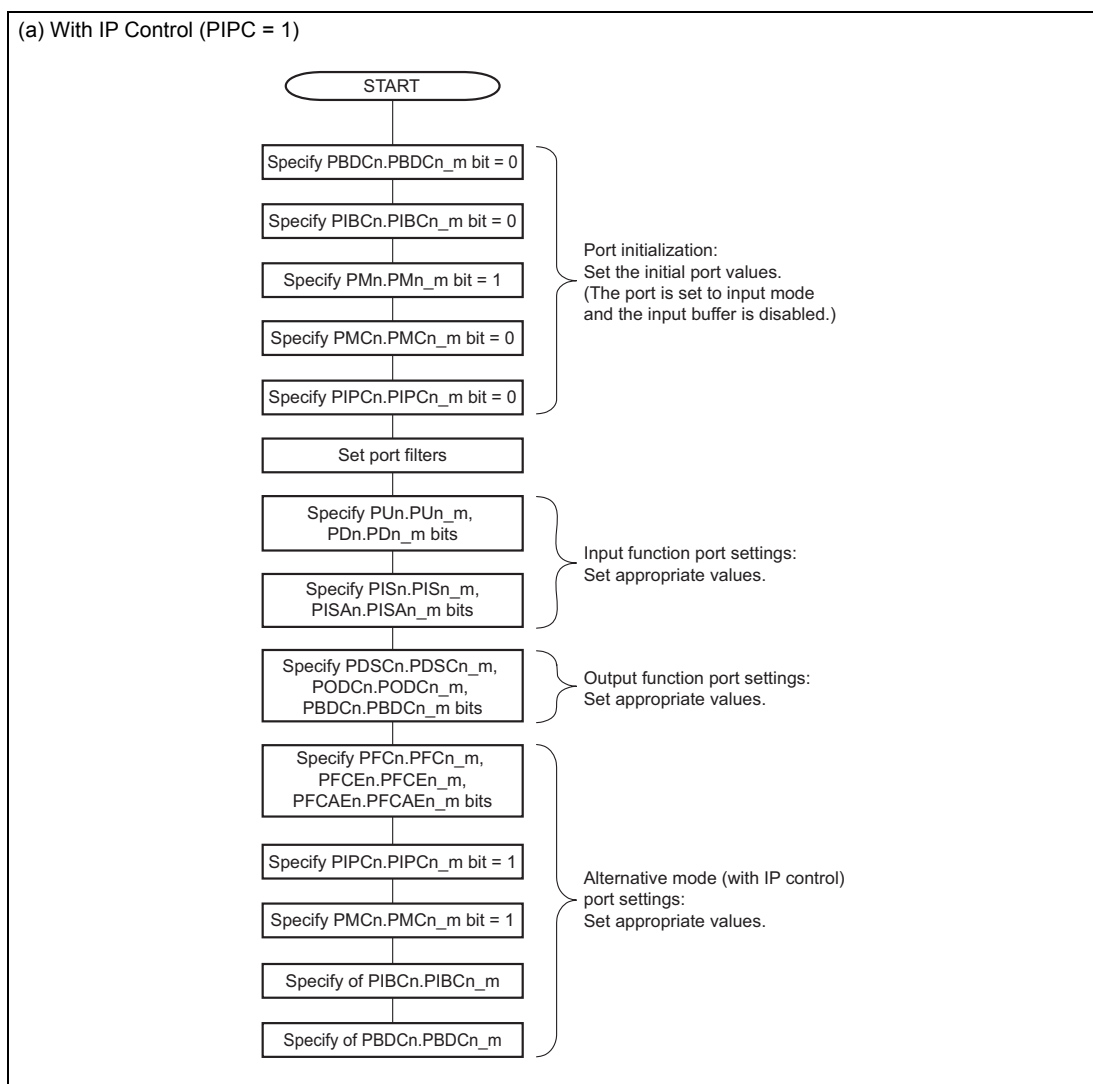 (a) With IP Control (PIPC = 1)
START
Specify PBDCn.PBDCn_m bit = 0
Specify PIBCn.PIBCn_m bit = 0
Specify PMn.PMn_m bit = 1
Specify PMCn.PMCn_m bit = 0
Specify PIPCn.PIPCn_m bit = 0
Port initialization:
Set the initial port values.
(The port is set to input mode
and the input buffer is disabled.)
Set port filters
Specify PUn.PUn_m,
PDn.PDn_m bits
Specify PISn.PISn_m,
PISAn.PISAn_m bits
Input function port settings:
Set appropriate values.
Specify PDSCn.PDSCn_m,
PODCn.PODCn_m,
PBDCn.PBDCn_m bits
Output function port settings:
Set appropriate values.
Specify PFCn.PFCn_m,
PFCEn.PFCEn_m,
PFCAEn.PFCAEn_m bits
Specify PIPCn.PIPCn_m bit = 1
Specify PMCn.PMCn_m bit = 1
Specify of PIBCn.PIBCn_m
Specify of PBDCn.PBDCn_m
Alternative mode (with IP control)
port settings:
Set appropriate values.